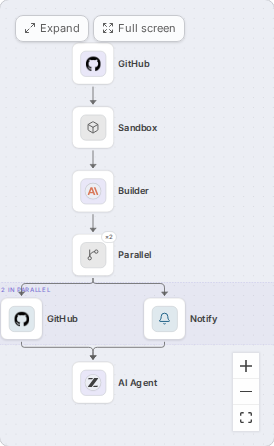 Expand
Full screen
GitHub
Sandbox
Builder
×2
Parallel
2 IN PARALLEL
GitHub
Notify
AI Agent